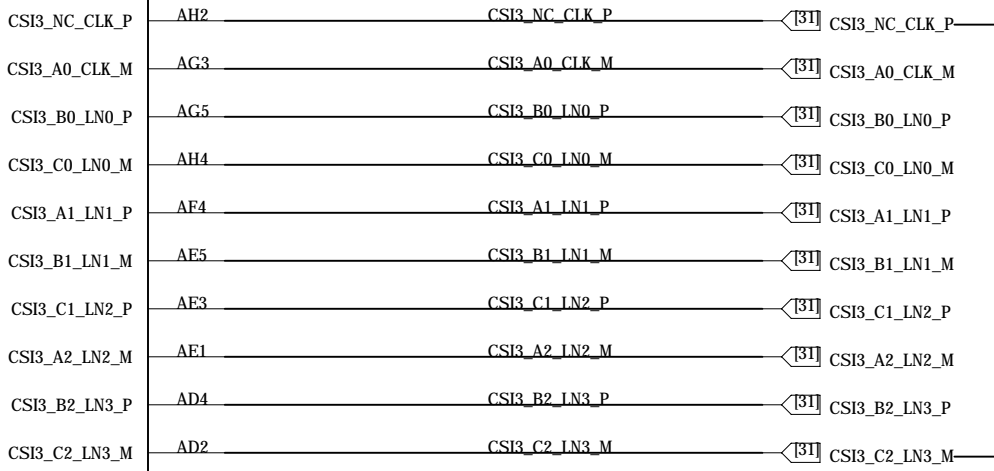 CSI3_NC_CLK_P AH2 CSI3_NC_CLK_P [31] CSI3_NC_CLK_P
CSI3_A0_CLK_M AG3 CSI3_A0_CLK_M [31] CSI3_A0_CLK_M
CSI3_B0_LN0_P AG5 CSI3_B0_LN0_P [31] CSI3_B0_LN0_P
CSI3_C0_LN0_M AH4 CSI3_C0_LN0_M [31] CSI3_C0_LN0_M
CSI3_A1_LN1_P AF4 CSI3_A1_LN1_P [31] CSI3_A1_LN1_P
CSI3_B1_LN1_M AE5 CSI3_B1_LN1_M [31] CSI3_B1_LN1_M
CSI3_C1_LN2_P AE3 CSI3_C1_LN2_P [31] CSI3_C1_LN2_P
CSI3_A2_LN2_M AE1 CSI3_A2_LN2_M [31] CSI3_A2_LN2_M
CSI3_B2_LN3_P AD4 CSI3_B2_LN3_P [31] CSI3_B2_LN3_P
CSI3_C2_LN3_M AD2 CSI3_C2_LN3_M [31] CSI3_C2_LN3_M